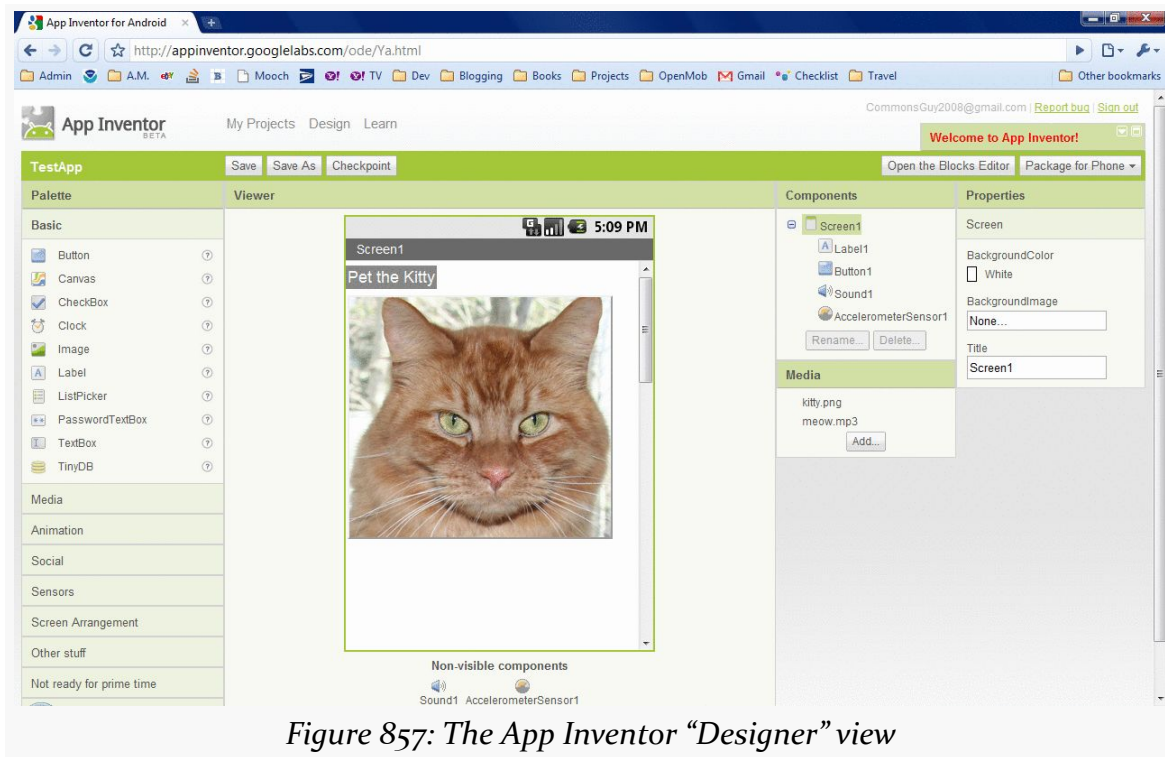 App Inventor for Android
http://appinventor.googlelabs.com/ode/Ya.html
Admin A.M. Mooch TV Dev Blogging Books Projects OpenMob Gmail Checklist Travel Other bookmarks
CommonsGuy2008@gmail.com | Report bug | Sign out
App Inventor
BETA
My Projects Design Learn
Welcome to App Inventor!
TestApp Save Save As Checkpoint Open the Blocks Editor Package for Phone
Palette Viewer Components Properties
Basic
Button
Canvas
CheckBox
Clock
Image
Label
ListPicker
PasswordTextBox
TextBox
TinyDB
Media
Animation
Social
Sensors
Screen Arrangement
Other stuff
Not ready for prime time
5:09 PM
Screen1
Pet the Kitty
Non-visible components
Sound1 AccelerometerSensor1
Screen1
Label1
Button1
Sound1
AccelerometerSensor1
Rename... Delete...
Media
kitty.png
meow.mp3
Add...
Screen
BackgroundColor
White
BackgroundImage
None...
Title
Screen1
Figure 857: The App Inventor “Designer” view